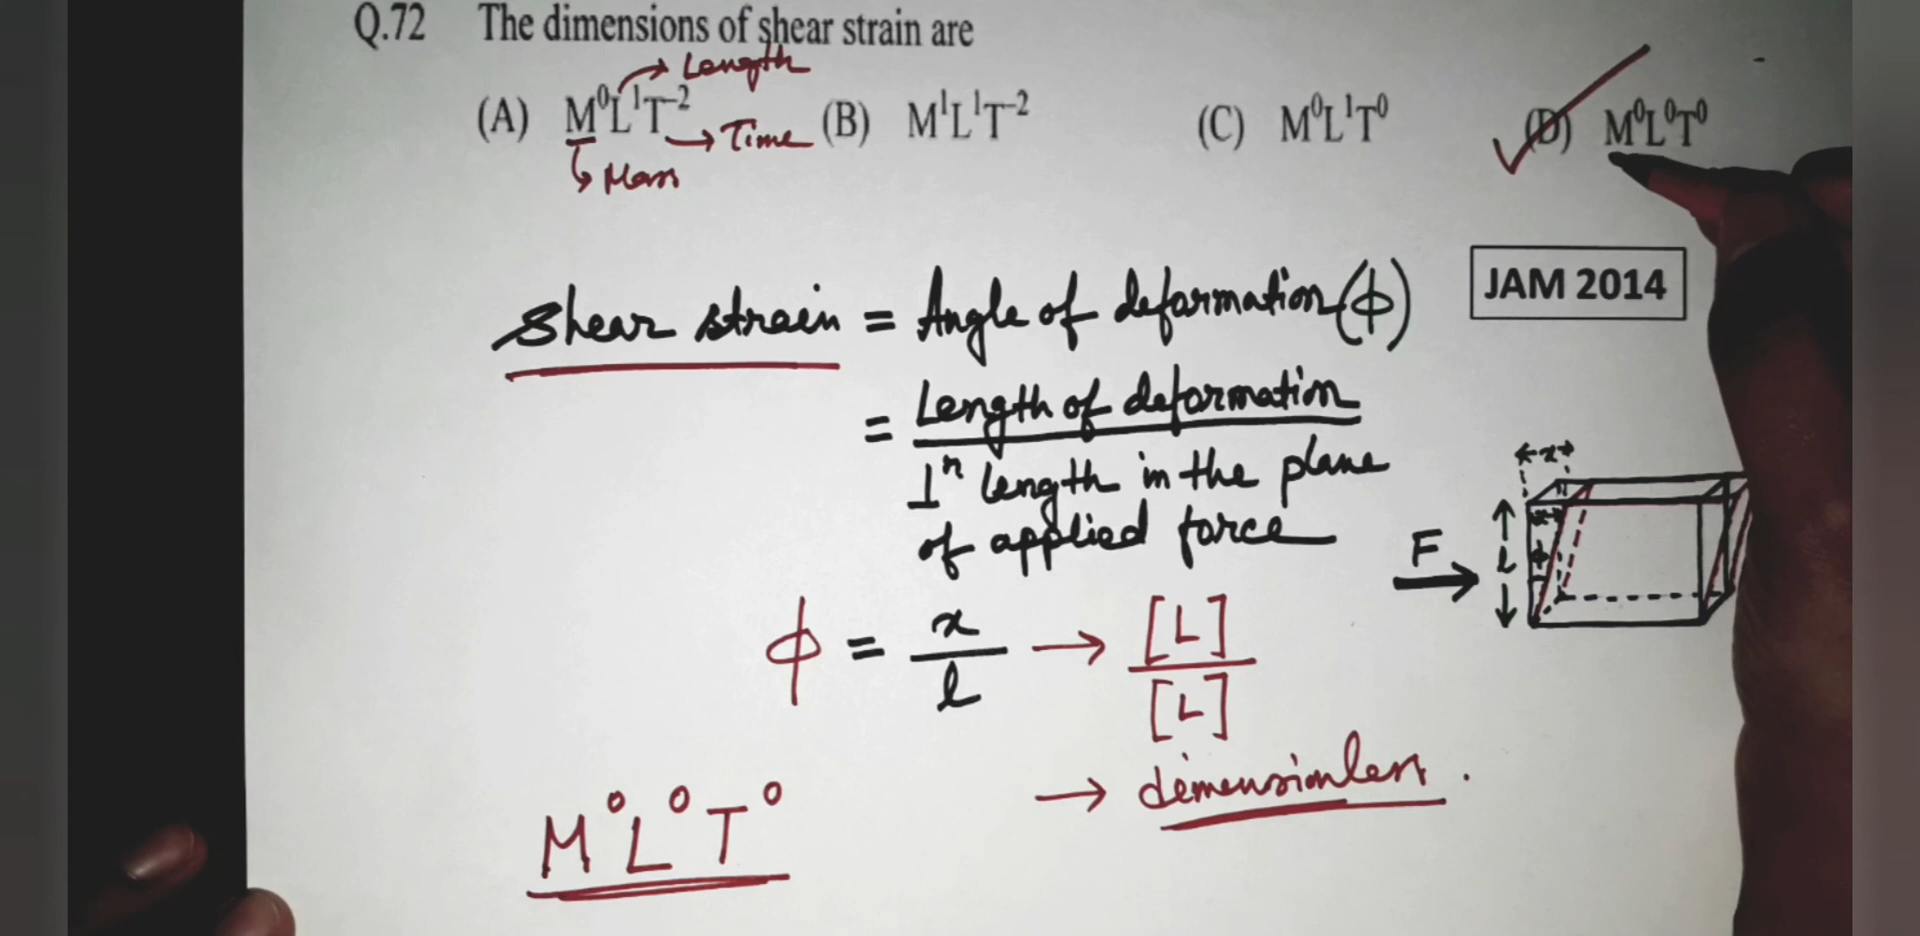 Q.72 The dimensions of shear strain are
Length
(A) M⁰L¹T⁻² (B) M¹L¹T⁻² (C) M⁰L¹T⁰ (D) M⁰L⁰T⁰
Time
Mass
JAM 2014
Shear strain = Angle of deformation (ϕ)
= Length of deformation
⊥ʳ length in the plane
of applied force
x
l
x
ϕ
F
ϕ = x / l → [L] / [L]
→ dimensionless.
M⁰L⁰T⁰